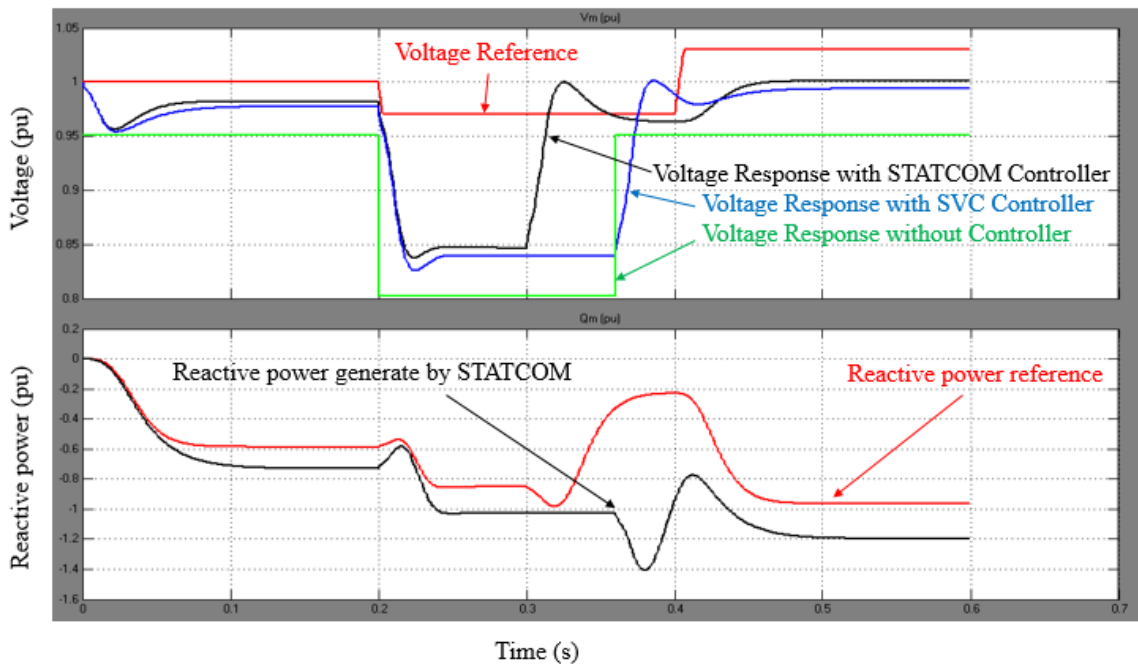 Vm (pu)
1.05
1
0.95
0.9
0.85
0.8
Voltage (pu)
Voltage Reference
Voltage Response with STATCOM Controller
Voltage Response with SVC Controller
Voltage Response without Controller
Qm (pu)
0.2
0
-0.2
-0.4
-0.6
-0.8
-1
-1.2
-1.4
-1.6
Reactive power (pu)
Reactive power generate by STATCOM
Reactive power reference
0
0.1
0.2
0.3
0.4
0.5
0.6
0.7
Time (s)